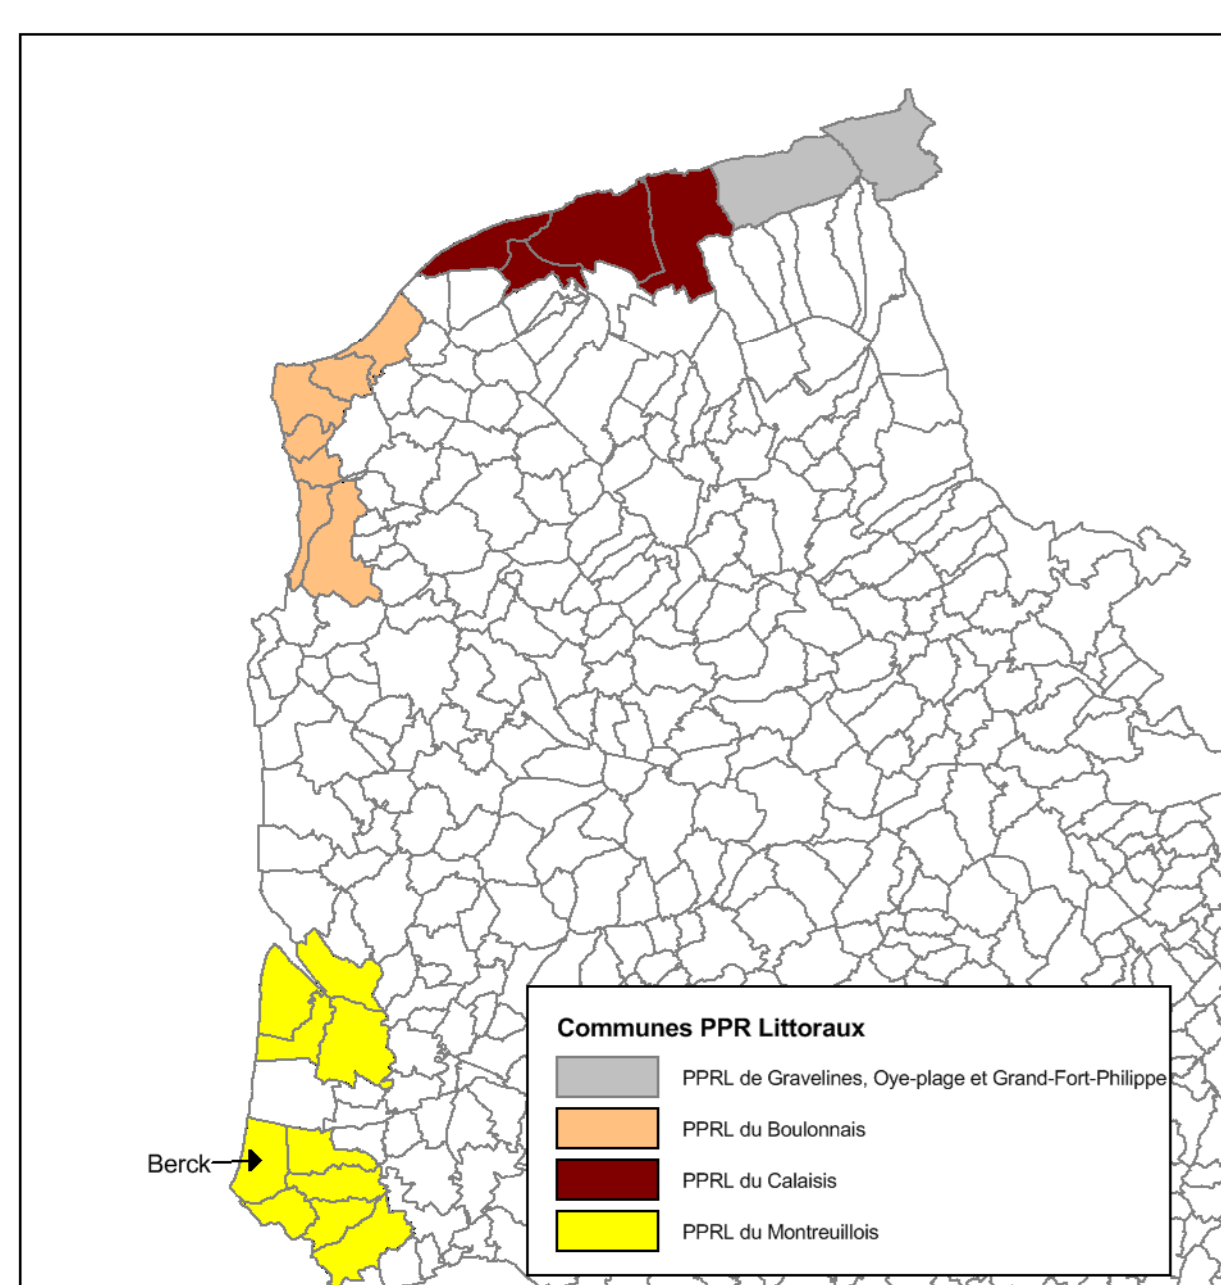 Communes PPR Littoraux
PPRL de Gravelines, Oye-plage et Grand-Fort-Philippe
PPRL du Boulonnais
Berck
PPRL du Calaisis
PPRL du Montreuillois